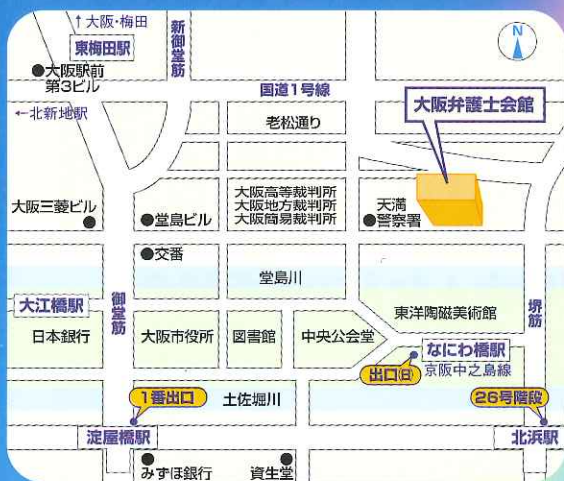 ↑大阪・梅田
東梅田駅
新御堂筋
N
●大阪駅前
第3ビル
←北新地駅
国道1号線
老松通り
大阪弁護士会館
大阪三菱ビル
●堂島ビル
大阪高等裁判所
大阪地方裁判所
大阪簡易裁判所
天満
●警察署
●交番
堂島川
大江橋駅
御堂筋
東洋陶磁美術館
堺筋
日本銀行
大阪市役所
図書館
中央公会堂
なにわ橋駅
京阪中之島線
出口⑧
1番出口
土佐堀川
26号階段
淀屋橋駅
北浜駅
みずほ銀行
資生堂